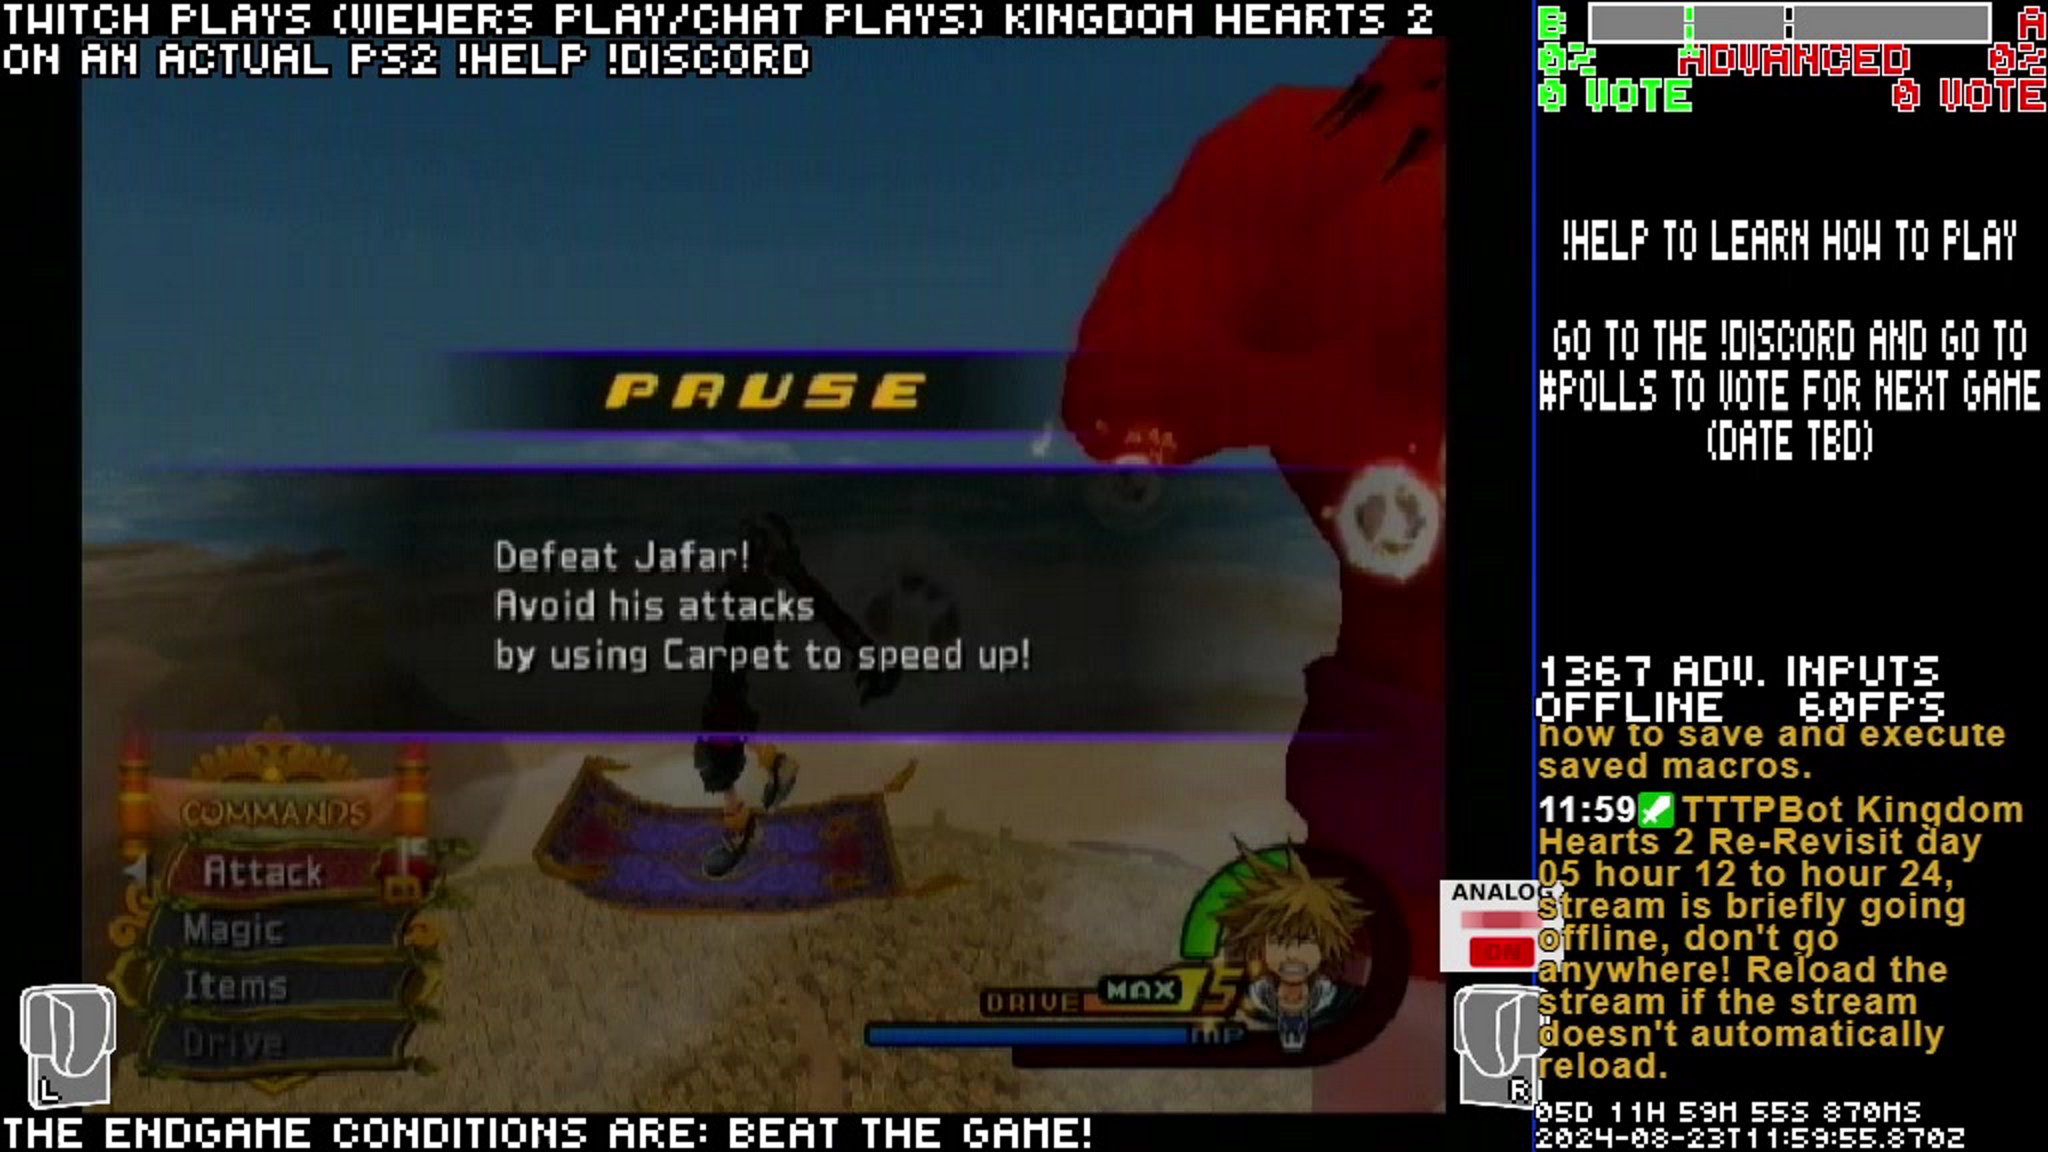 TWITCH PLAYS (VIEWERS PLAY/CHAT PLAYS) KINGDOM HEARTS 2
ON AN ACTUAL PS2 !HELP !DISCORD
B A
0% ADVANCED 0%
0 VOTE 0 VOTE
!HELP TO LEARN HOW TO PLAY
GO TO THE !DISCORD AND GO TO
#POLLS TO VOTE FOR NEXT GAME
(DATE TBD)
PAUSE
Defeat Jafar!
Avoid his attacks
by using Carpet to speed up!
COMMANDS
Attack
Magic
Items
Drive
DRIVE MAX 5
MP
L
ANALOG
ON
R
1367 ADV. INPUTS
OFFLINE 60FPS
how to save and execute
saved macros.
11:59 TTTPBot Kingdom
Hearts 2 Re-Revisit day
05 hour 12 to hour 24,
stream is briefly going
offline, don't go
anywhere! Reload the
stream if the stream
doesn't automatically
reload.
05D 11H 59M 55S 870MS
2024-08-23T11:59:55.870Z
THE ENDGAME CONDITIONS ARE: BEAT THE GAME!